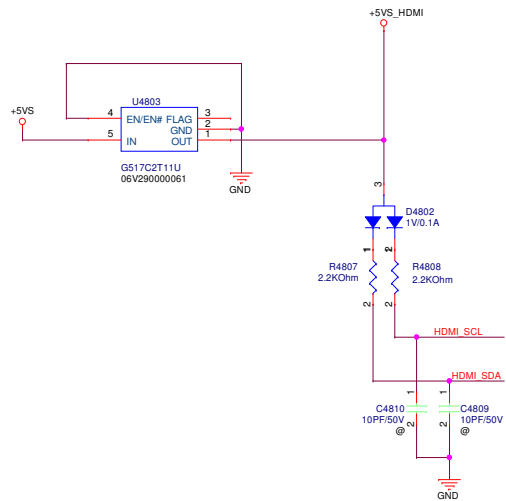 +5VS_HDMI
U4803
+5VS
4 EN/EN# FLAG 3
GND 2
5 IN OUT 1
G517C2T11U
06V290000061
GND
3
D4802
1V/0.1A
1 2
R4807
2.2KOhm
R4808
2.2KOhm
2 2
HDMI_SCL
HDMI_SDA
1 1
C4810
10PF/50V
@
C4809
10PF/50V
@
2 2
GND